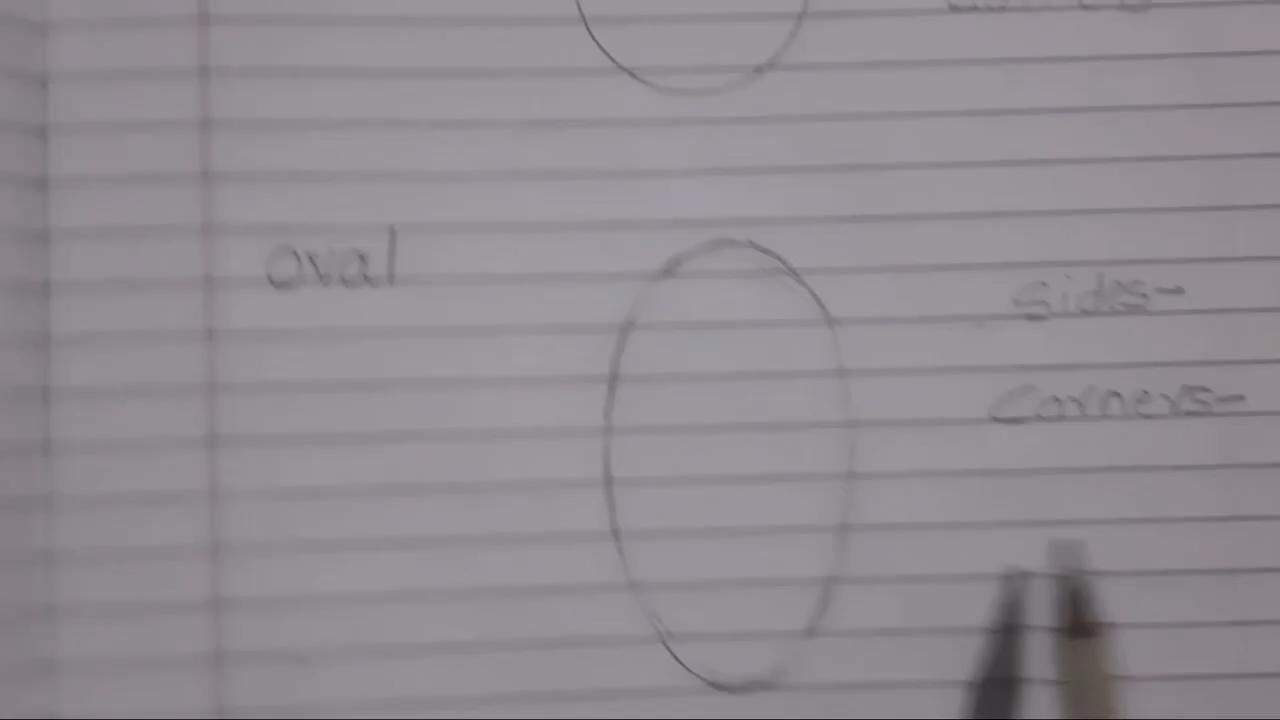 oval
sides-
corners-